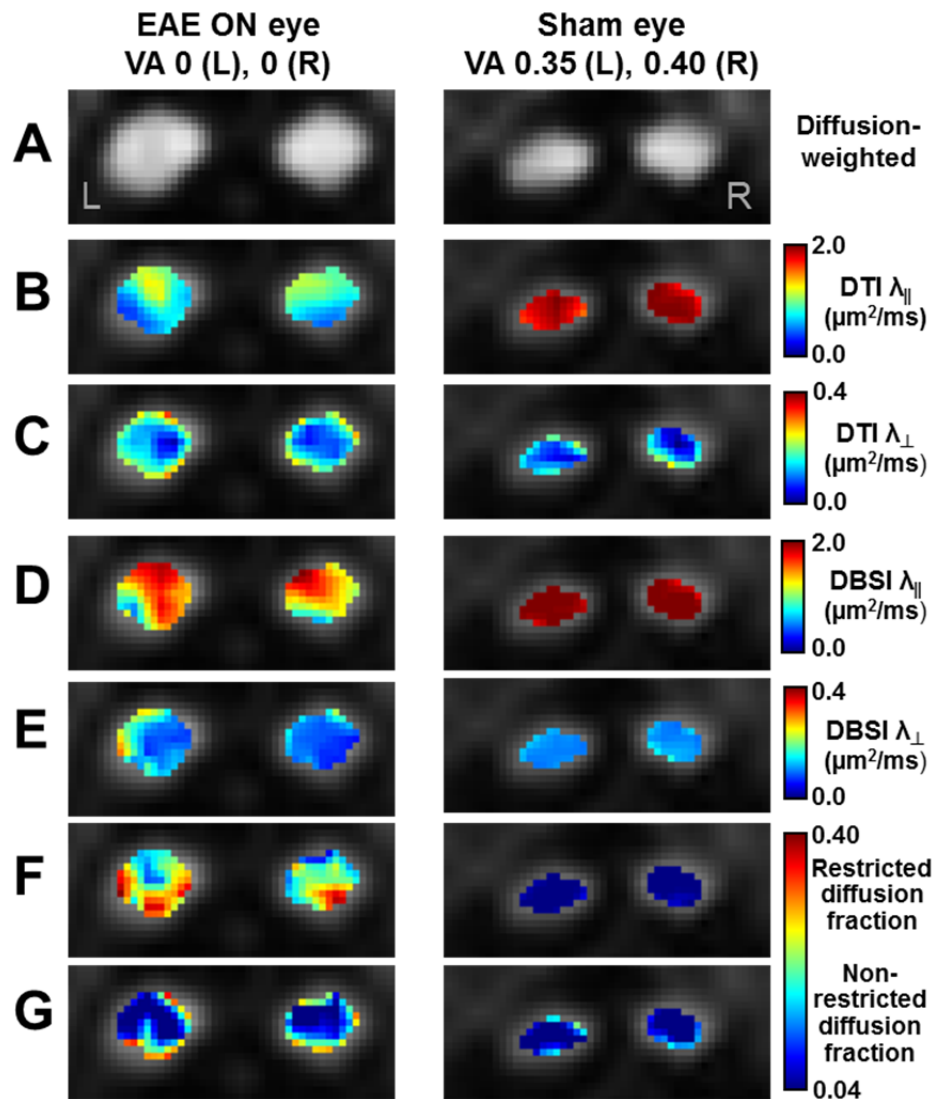 EAE ON eye
VA 0 (L), 0 (R)
Sham eye
VA 0.35 (L), 0.40 (R)
A
L
R
Diffusion-
weighted
B
2.0
DTI λ∥
(µm²/ms)
0.0
C
0.4
DTI λ⊥
(µm²/ms)
0.0
D
2.0
DBSI λ∥
(µm²/ms)
0.0
E
0.4
DBSI λ⊥
(µm²/ms)
0.0
F
0.40
Restricted
diffusion
fraction
G
Non-
restricted
diffusion
fraction
0.04